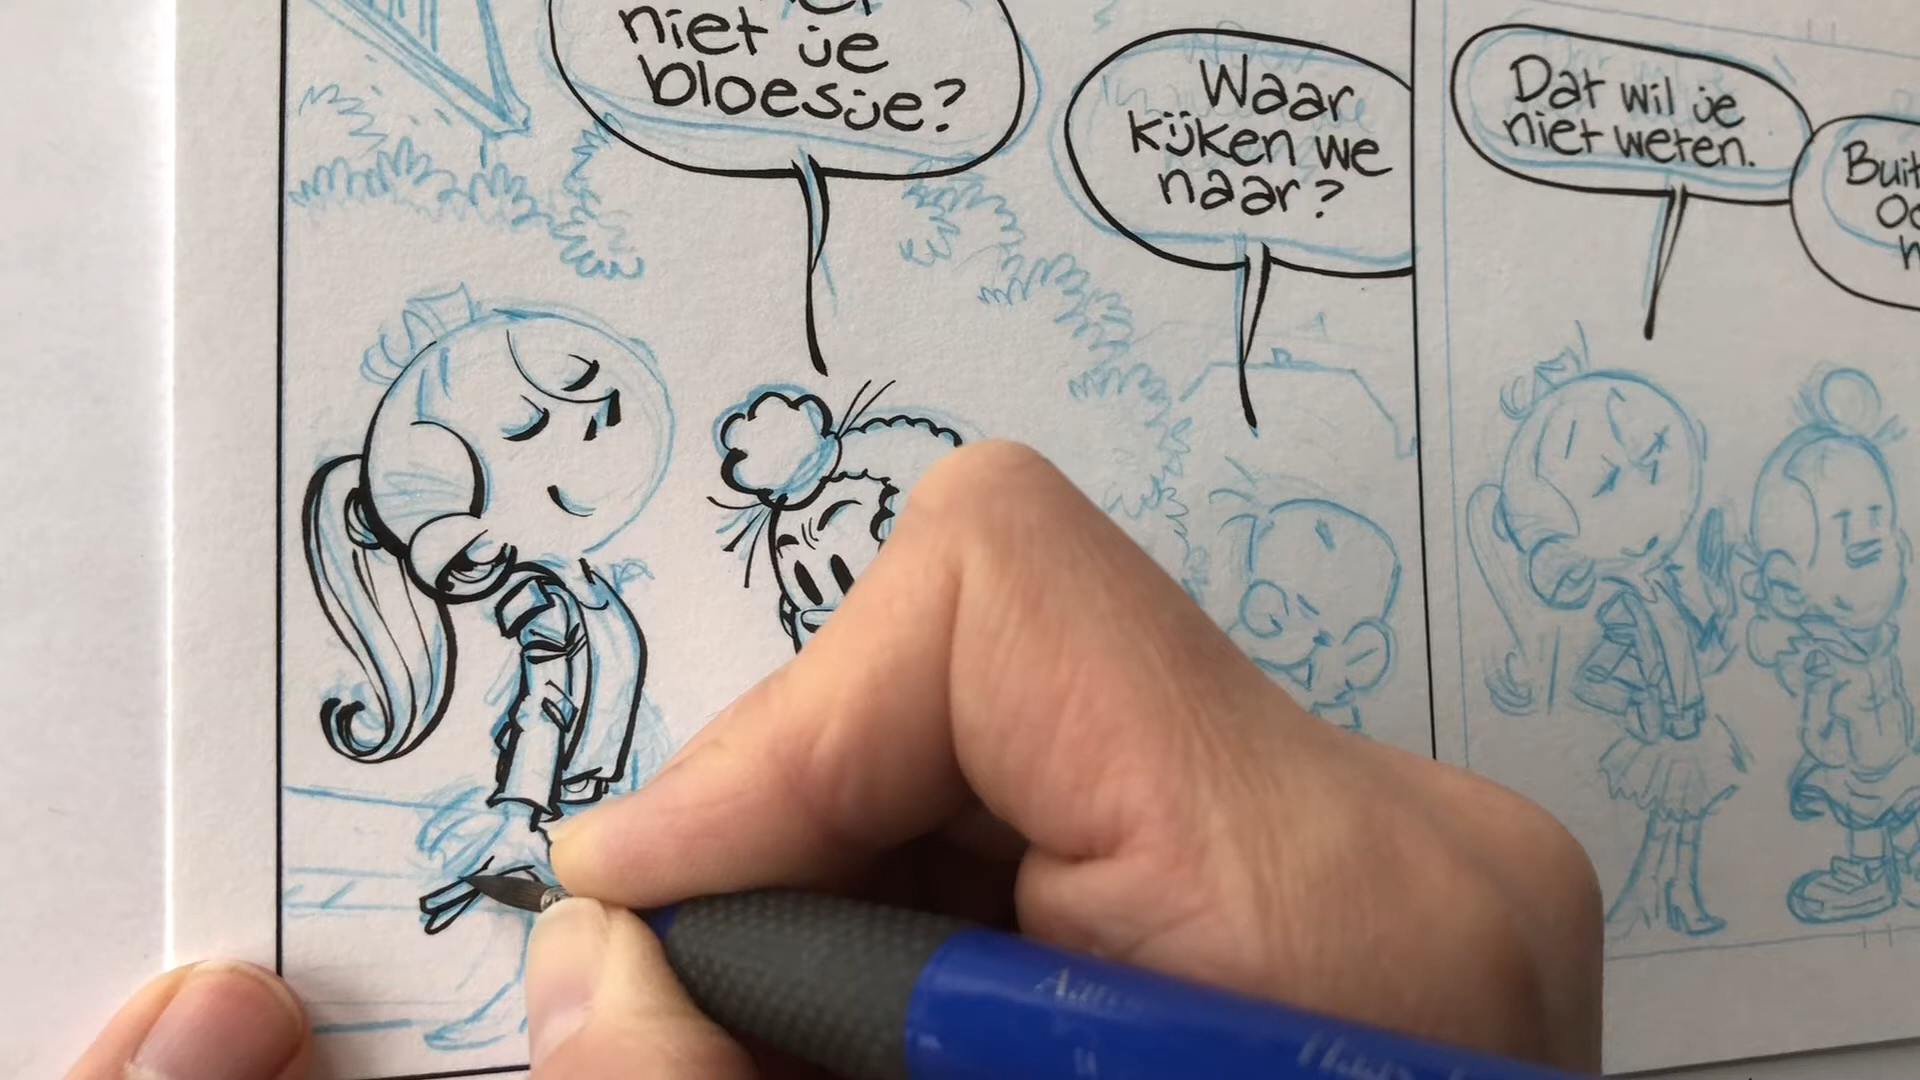 niet je
bloesje?
Waar
kijken we
naar?
Dat wil je
niet weten.